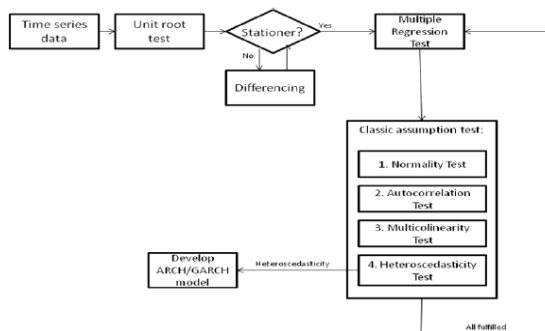 Time series
data
Unit root
test
Stationer?
Yes
No
Differencing
Multiple
Regression
Test
Classic assumption test:
1. Normality Test
2. Autocorrelation
Test
3. Multicolinearity
Test
4. Heteroscedasticity
Test
Heteroscedasticity
Develop
ARCH/GARCH
model
All fulfilled